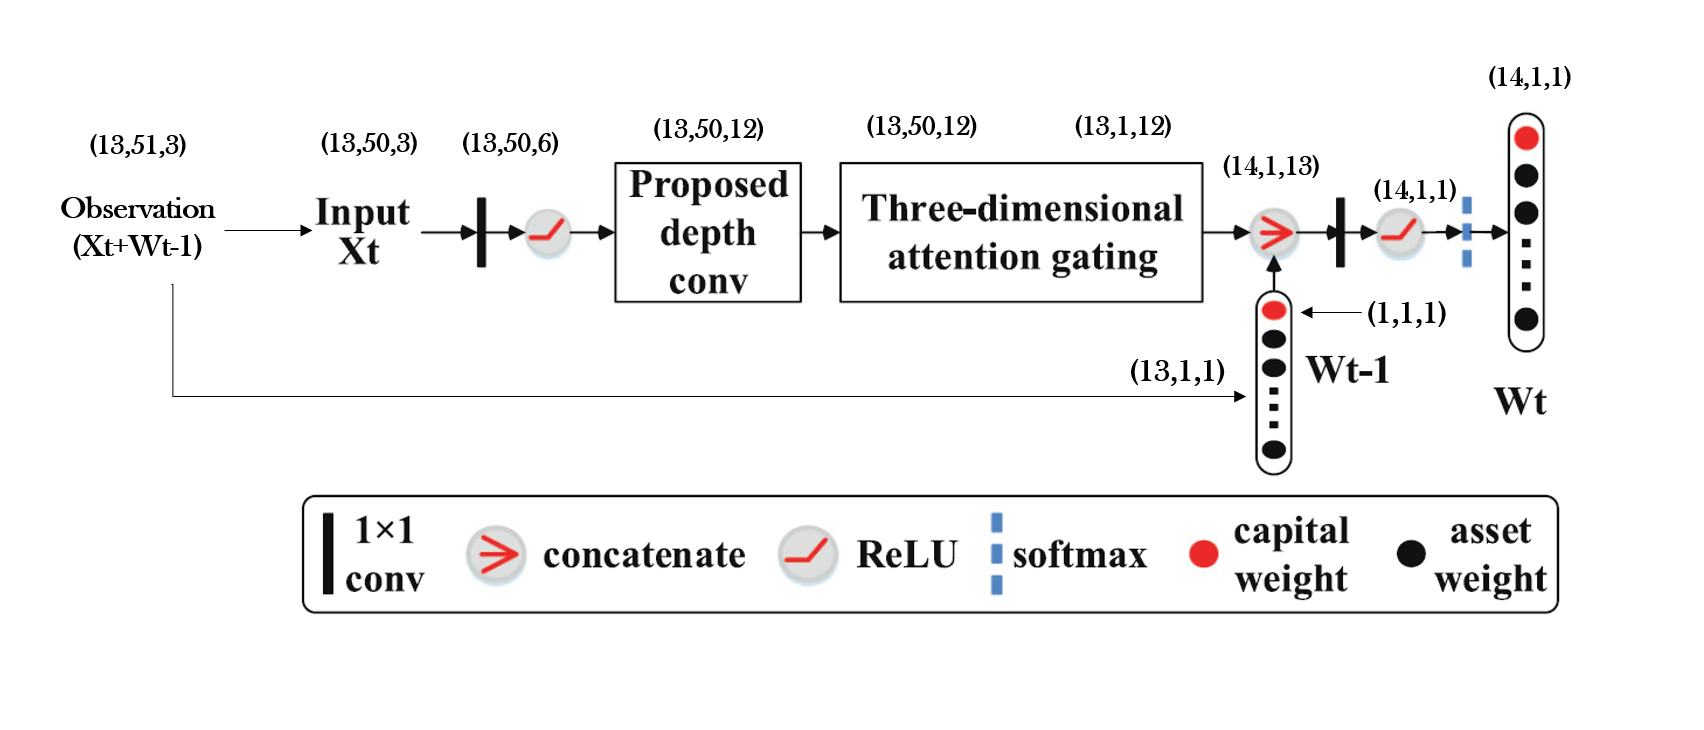 (14,1,1)
(13,51,3)
(13,50,3)
(13,50,6)
(13,50,12)
(13,50,12)
(13,1,12)
(14,1,13)
(14,1,1)
Observation
(Xt+Wt-1)
Input
Xt
Proposed
depth
conv
Three-dimensional
attention gating
(1,1,1)
(13,1,1)
Wt-1
Wt
1×1
conv
concatenate
ReLU
softmax
capital
weight
asset
weight